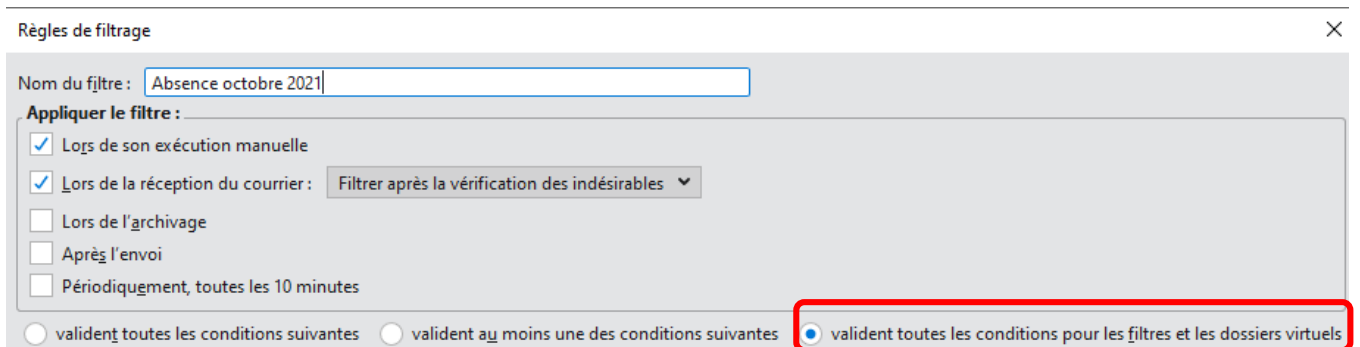 Règles de filtrage
Nom du filtre : Absence octobre 2021
Appliquer le filtre :
Lors de son exécution manuelle
Lors de la réception du courrier : Filtrer après la vérification des indésirables
Lors de l'archivage
Après l'envoi
Périodiquement, toutes les 10 minutes
valident toutes les conditions suivantes valident au moins une des conditions suivantes valident toutes les conditions pour les filtres et les dossiers virtuels